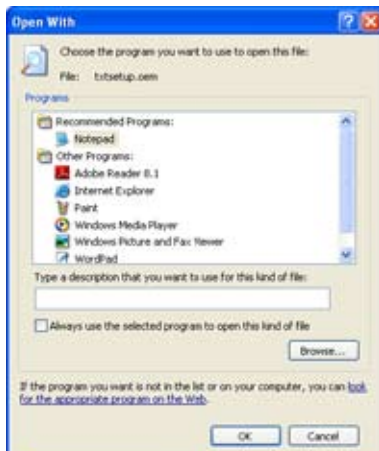 Open With
Choose the program you want to use to open this file:
File: txtsetup.oem
Programs
Recommended Programs:
Notepad
Other Programs:
Adobe Reader 8.1
Internet Explorer
Paint
Windows Media Player
Windows Picture and Fax Viewer
WordPad
Type a description that you want to use for this kind of file:
Always use the selected program to open this kind of file
Browse...
If the program you want is not in the list or on your computer, you can look
for the appropriate program on the Web.
OK Cancel